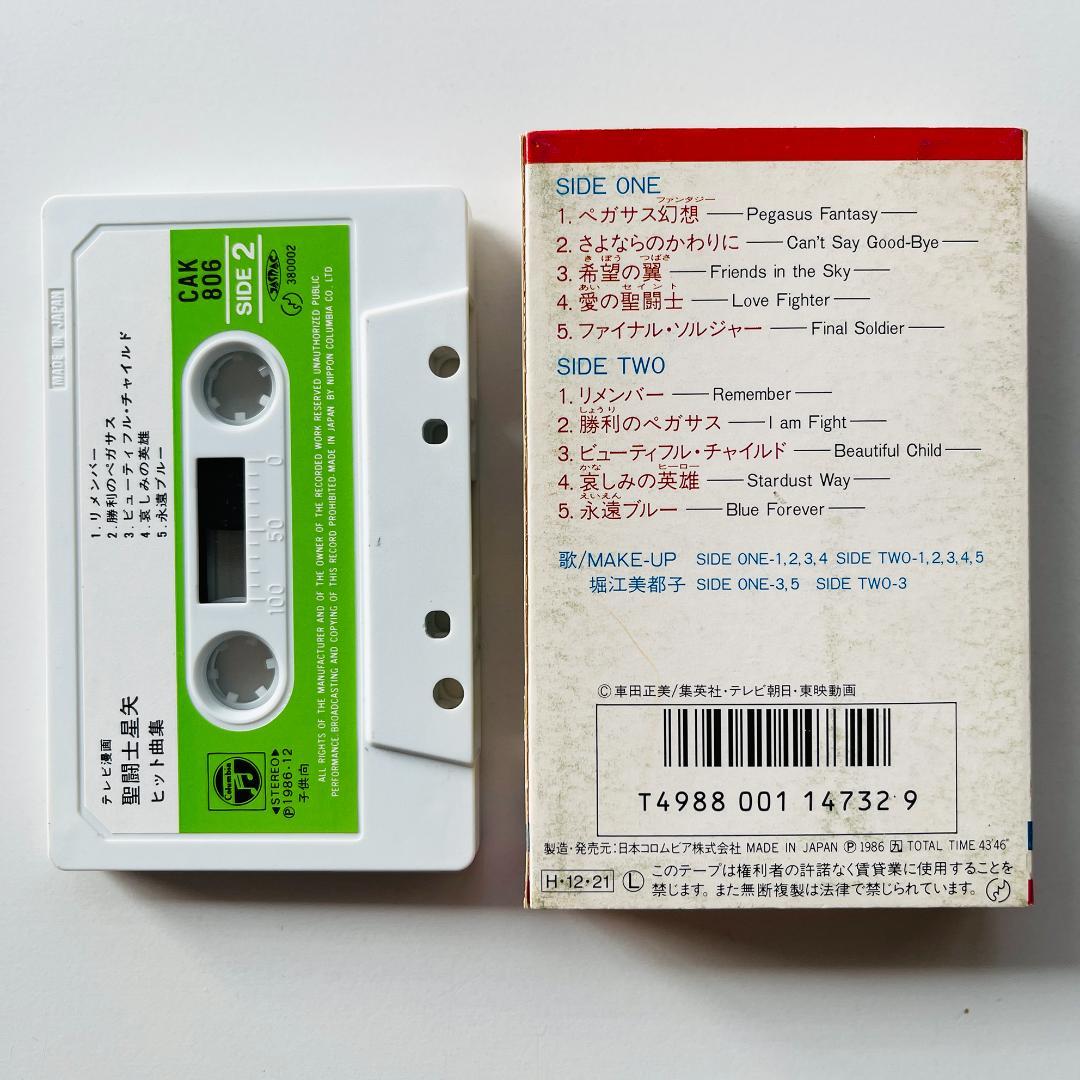 MADE IN JAPAN
CAK
806
SIDE 2
JASRAC
380002
1.リメンバー
2.勝利のペガサス
3.ビューティフル・チャイルド
4.哀しみの英雄
5.永遠ブルー
テレビ漫画
聖闘士星矢
ヒット曲集
0
50
100
Columbia
◀STEREO▶
Ⓟ1986・12
子供向
ALL RIGHTS OF THE MANUFACTURER AND OF THE OWNER OF THE RECORDED WORK RESERVED UNAUTHORIZED PUBLIC
PERFORMANCE. BROADCASTING AND COPYING OF THIS RECORD PROHIBITED. MADE IN JAPAN BY NIPPON COLUMBIA CO. LTD
SIDE ONE
ファンタジー
1. ペガサス幻想 ―Pegasus Fantasy―
2. さよならのかわりに ―Can't Say Good-Bye―
き ぼう つばさ
3. 希望の翼 ―Friends in the Sky―
あい セイント
4. 愛の聖闘士 ―Love Fighter―
5. ファイナル・ソルジャー ―Final Soldier―
SIDE TWO
1. リメンバー ―Remember―
しょうり
2. 勝利のペガサス ―I am Fight―
3. ビューティフル・チャイルド ―Beautiful Child―
かな ヒーロー
4. 哀しみの英雄 ―Stardust Way―
えいえん
5. 永遠ブルー ―Blue Forever―
歌/MAKE-UP SIDE ONE-1,2,3,4 SIDE TWO-1,2,3,4,5
堀江美都子 SIDE ONE-3,5 SIDE TWO-3
©車田正美/集英社・テレビ朝日・東映動画
T4988 001 14732 9
製造・発売元:日本コロムビア株式会社 MADE IN JAPAN Ⓟ 1986 九 TOTAL TIME 43'46"
H・12・21 Ⓛ このテープは権利者の許諾なく賃貸業に使用することを
禁じます。また無断複製は法律で禁じられています。